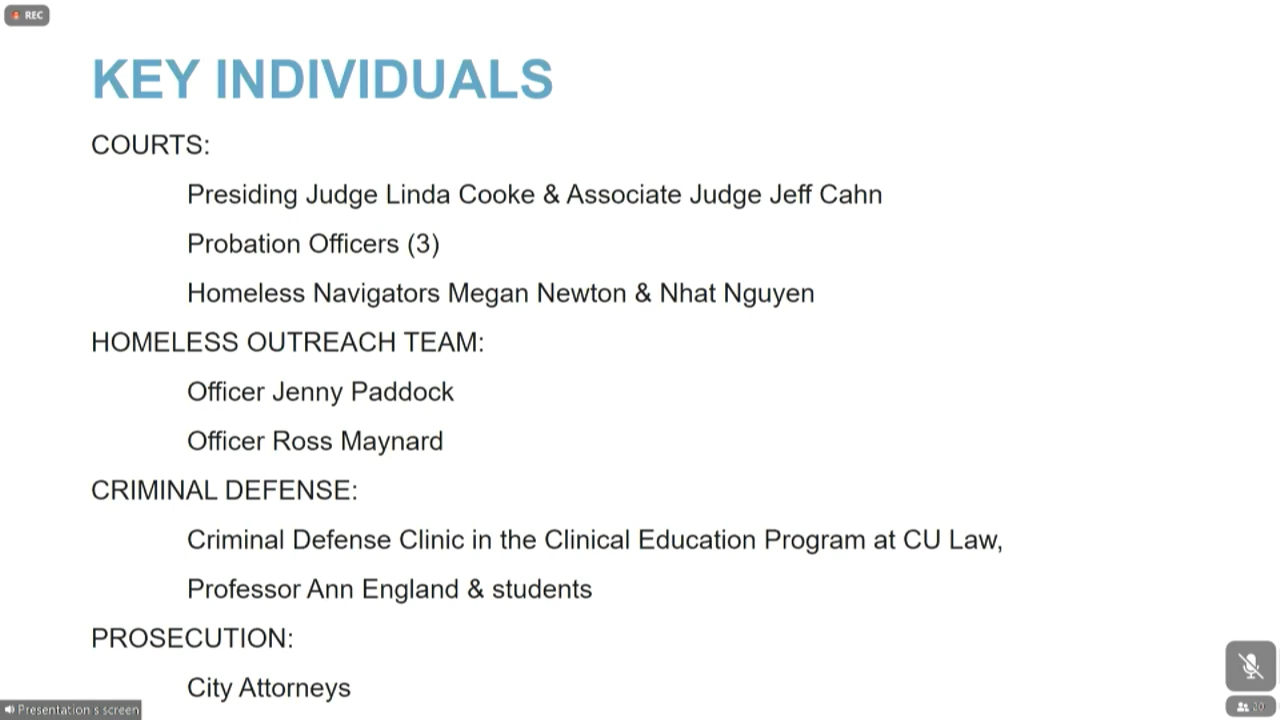 REC
KEY INDIVIDUALS
COURTS:
Presiding Judge Linda Cooke & Associate Judge Jeff Cahn
Probation Officers (3)
Homeless Navigators Megan Newton & Nhat Nguyen
HOMELESS OUTREACH TEAM:
Officer Jenny Paddock
Officer Ross Maynard
CRIMINAL DEFENSE:
Criminal Defense Clinic in the Clinical Education Program at CU Law,
Professor Ann England & students
PROSECUTION:
City Attorneys
Presentation s screen
20